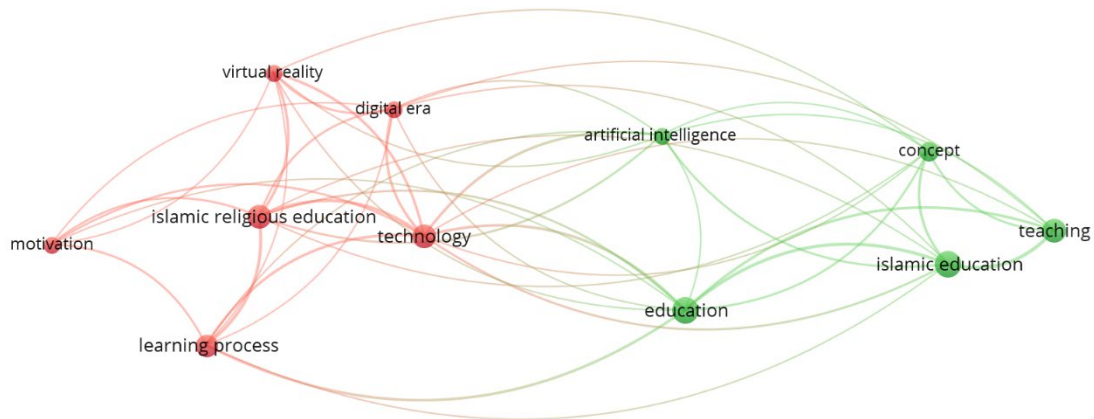 virtual reality
digital era
artificial intelligence
concept
islamic religious education
technology
motivation
teaching
islamic education
education
learning process